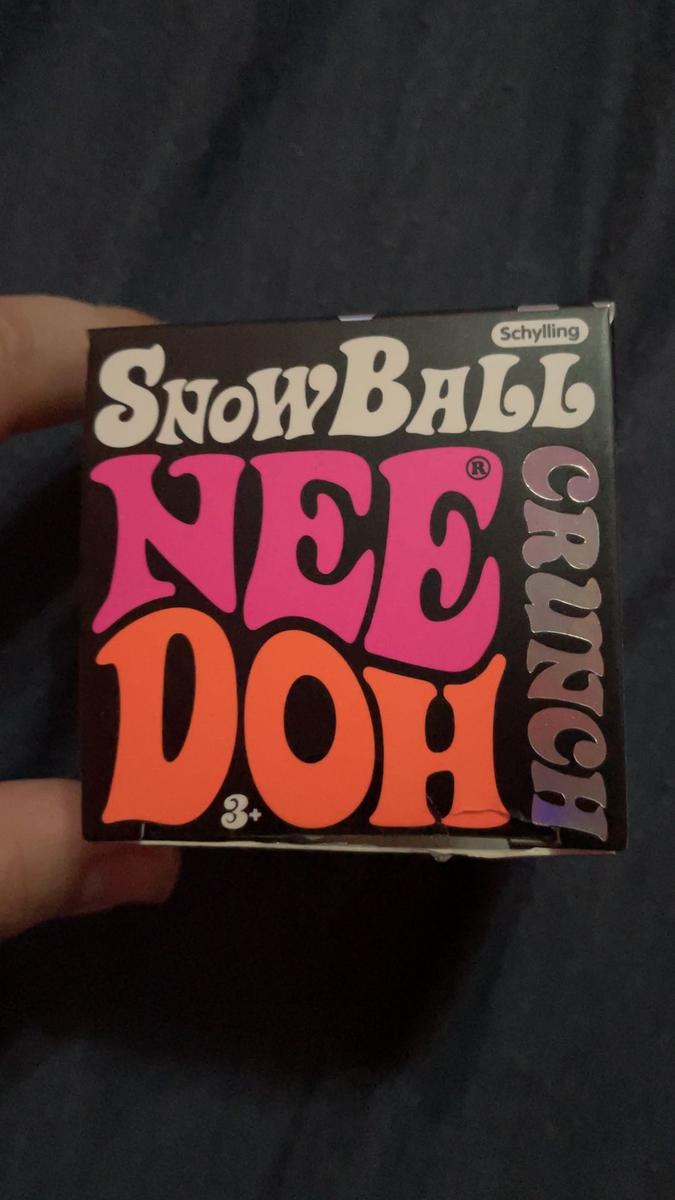 Schylling
SNOWBALL
NEE®
DOH
CRUNCH
3+